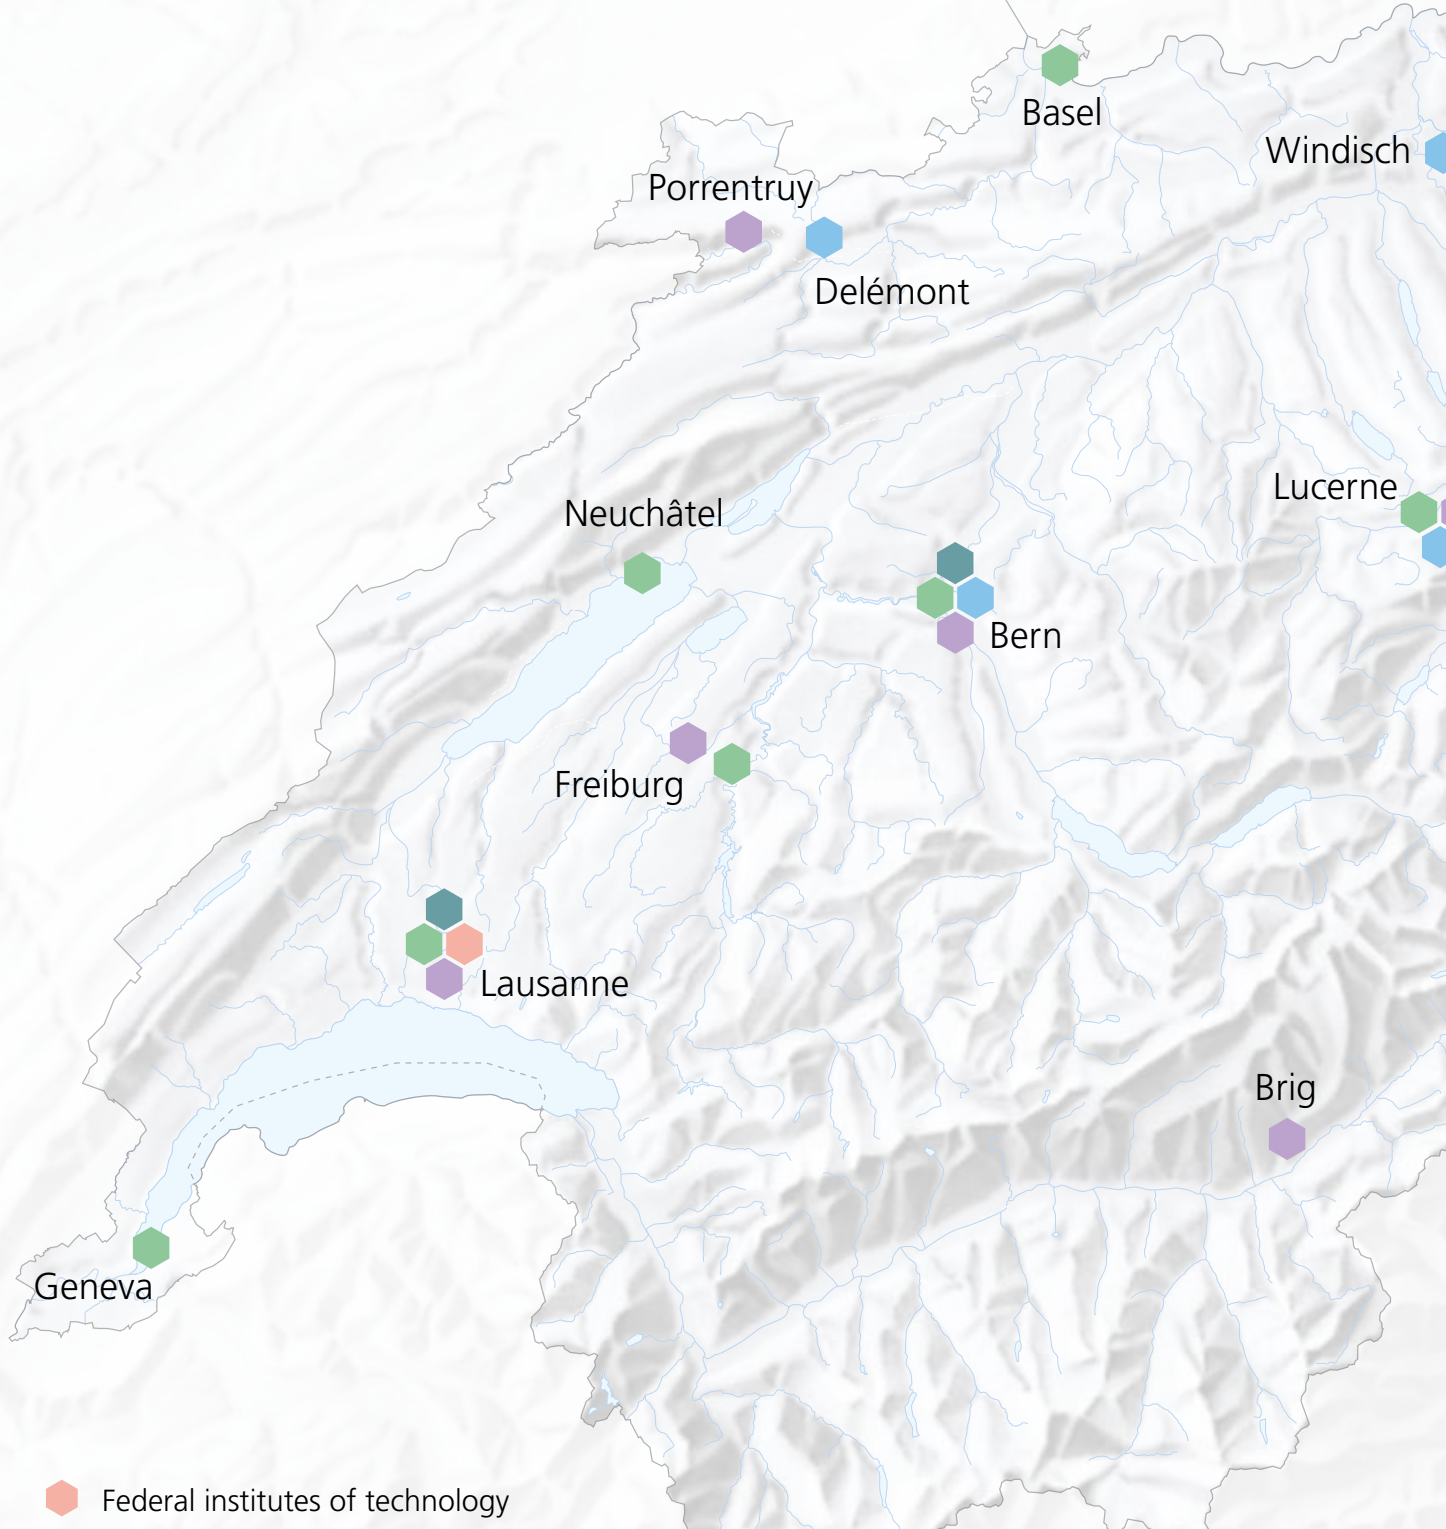 Basel
Windisch
Porrentruy
Delémont
Lucerne
Neuchâtel
Bern
Freiburg
Lausanne
Brig
Geneva
Federal institutes of technology